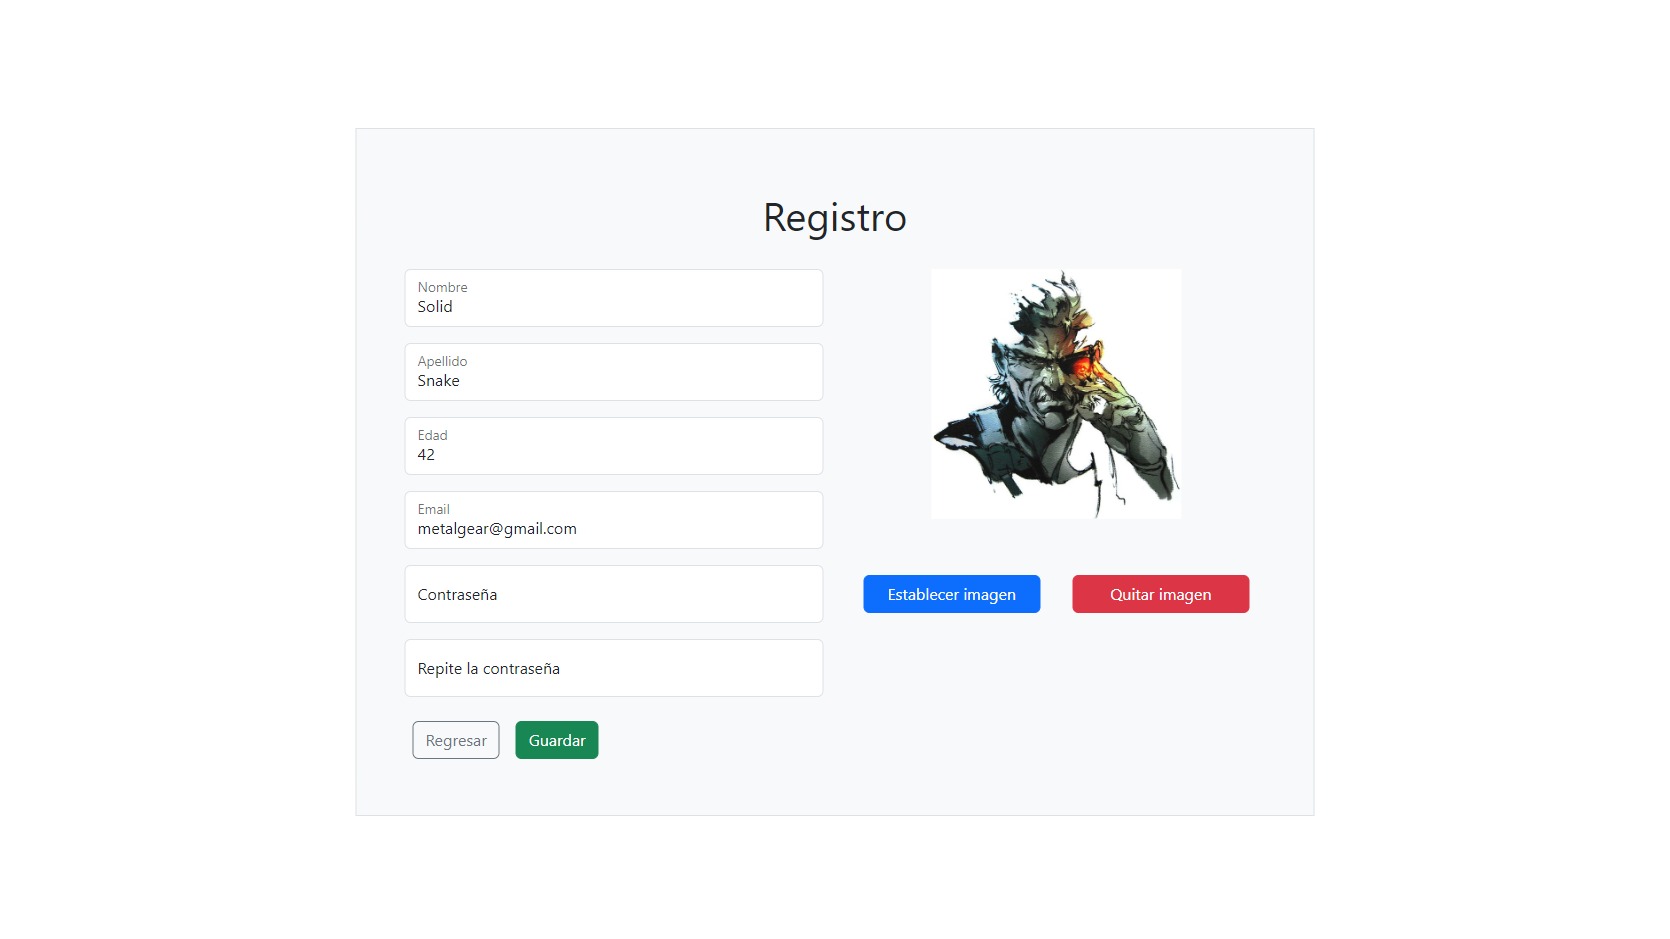 Registro
Nombre
Solid
Apellido
Snake
Edad
42
Email
metalgear@gmail.com
Contraseña
Repite la contraseña
Regresar
Guardar
Establecer imagen
Quitar imagen